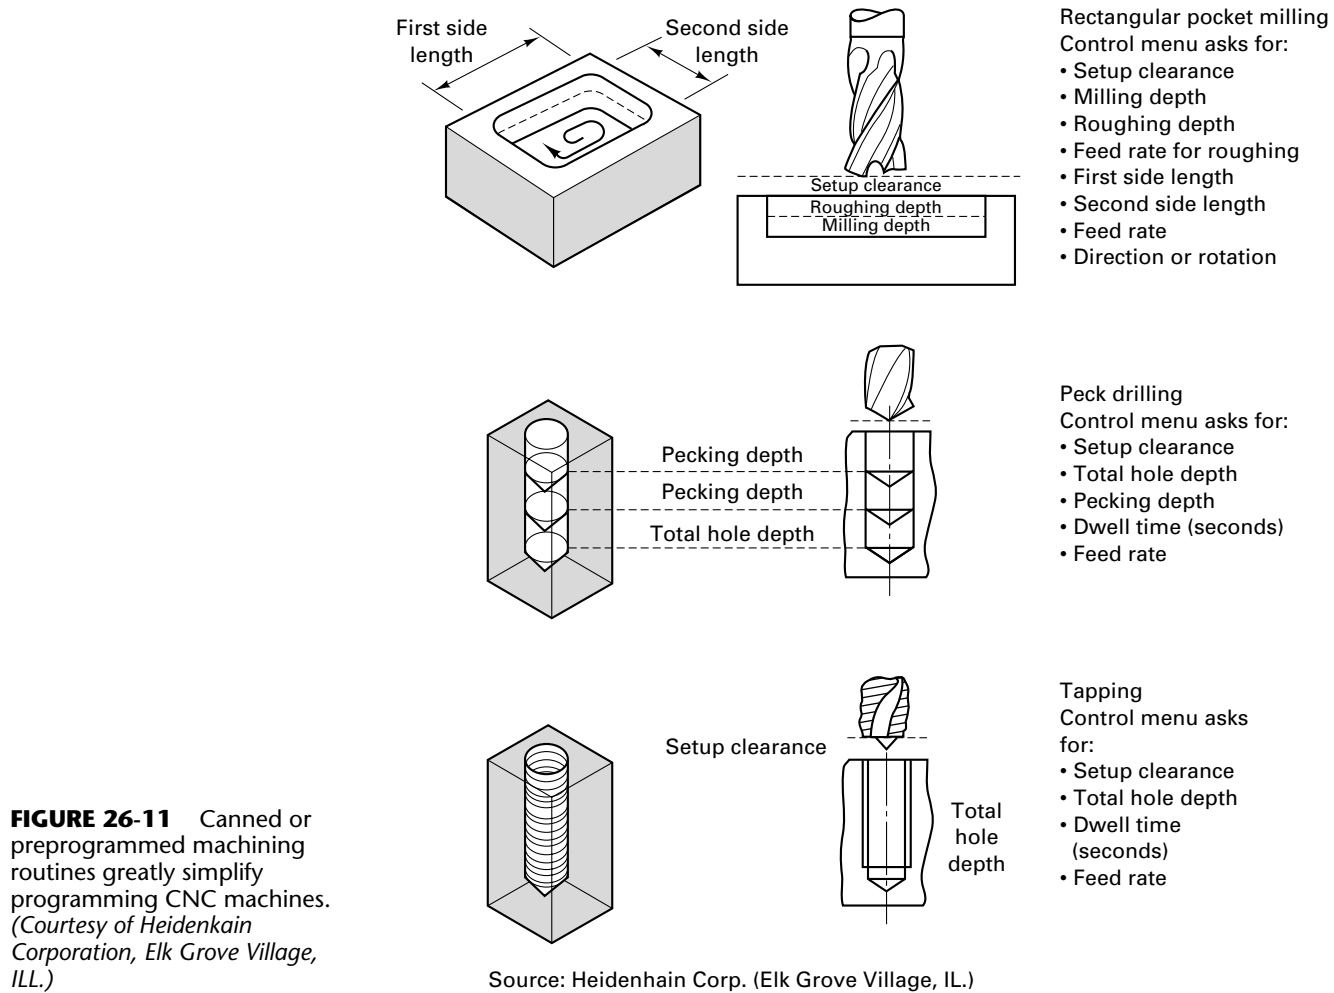 First side
length
Second side
length
Setup clearance
Roughing depth
Milling depth
Rectangular pocket milling
Control menu asks for:
• Setup clearance
• Milling depth
• Roughing depth
• Feed rate for roughing
• First side length
• Second side length
• Feed rate
• Direction or rotation
Pecking depth
Pecking depth
Total hole depth
Peck drilling
Control menu asks for:
• Setup clearance
• Total hole depth
• Pecking depth
• Dwell time (seconds)
• Feed rate
Setup clearance
Total
hole
depth
Tapping
Control menu asks
for:
• Setup clearance
• Total hole depth
• Dwell time
(seconds)
• Feed rate
FIGURE 26-11 Canned or
preprogrammed machining
routines greatly simplify
programming CNC machines.
(Courtesy of Heidenkain
Corporation, Elk Grove Village,
ILL.)
Source: Heidenhain Corp. (Elk Grove Village, IL.)